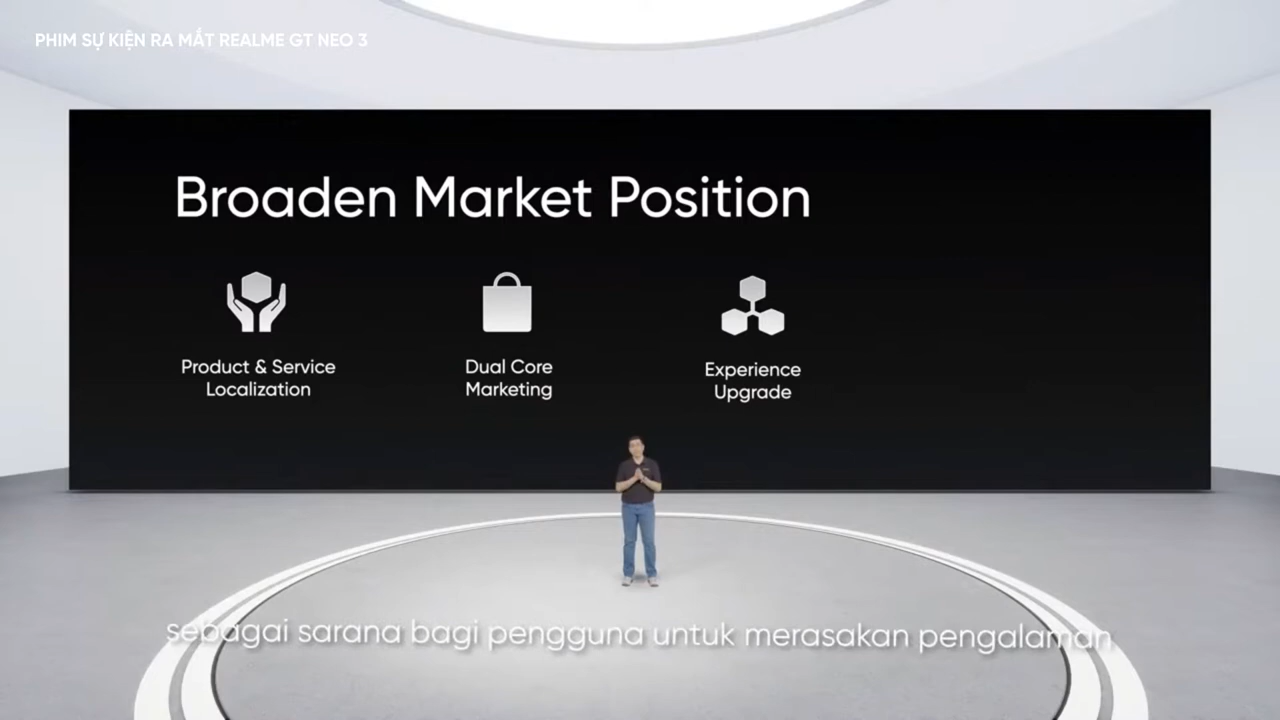 PHIM SỰ KIỆN RA MẮT REALME GT NEO 3
Broaden Market Position
Product & Service
Localization
Dual Core
Marketing
Experience
Upgrade
sebagai sarana bagi pengguna untuk merasakan pengalaman